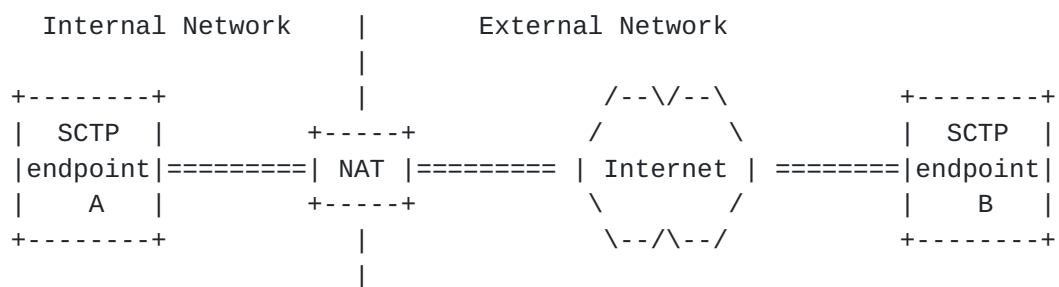 Internal Network | External Network
|
+--------+ | /--\/--\ +--------+
| SCTP | +-----+ / \ | SCTP |
|endpoint|=========| NAT |========= | Internet | ========|endpoint|
| A | +-----+ \ / | B |
+--------+ | \--/\--/ +--------+
|